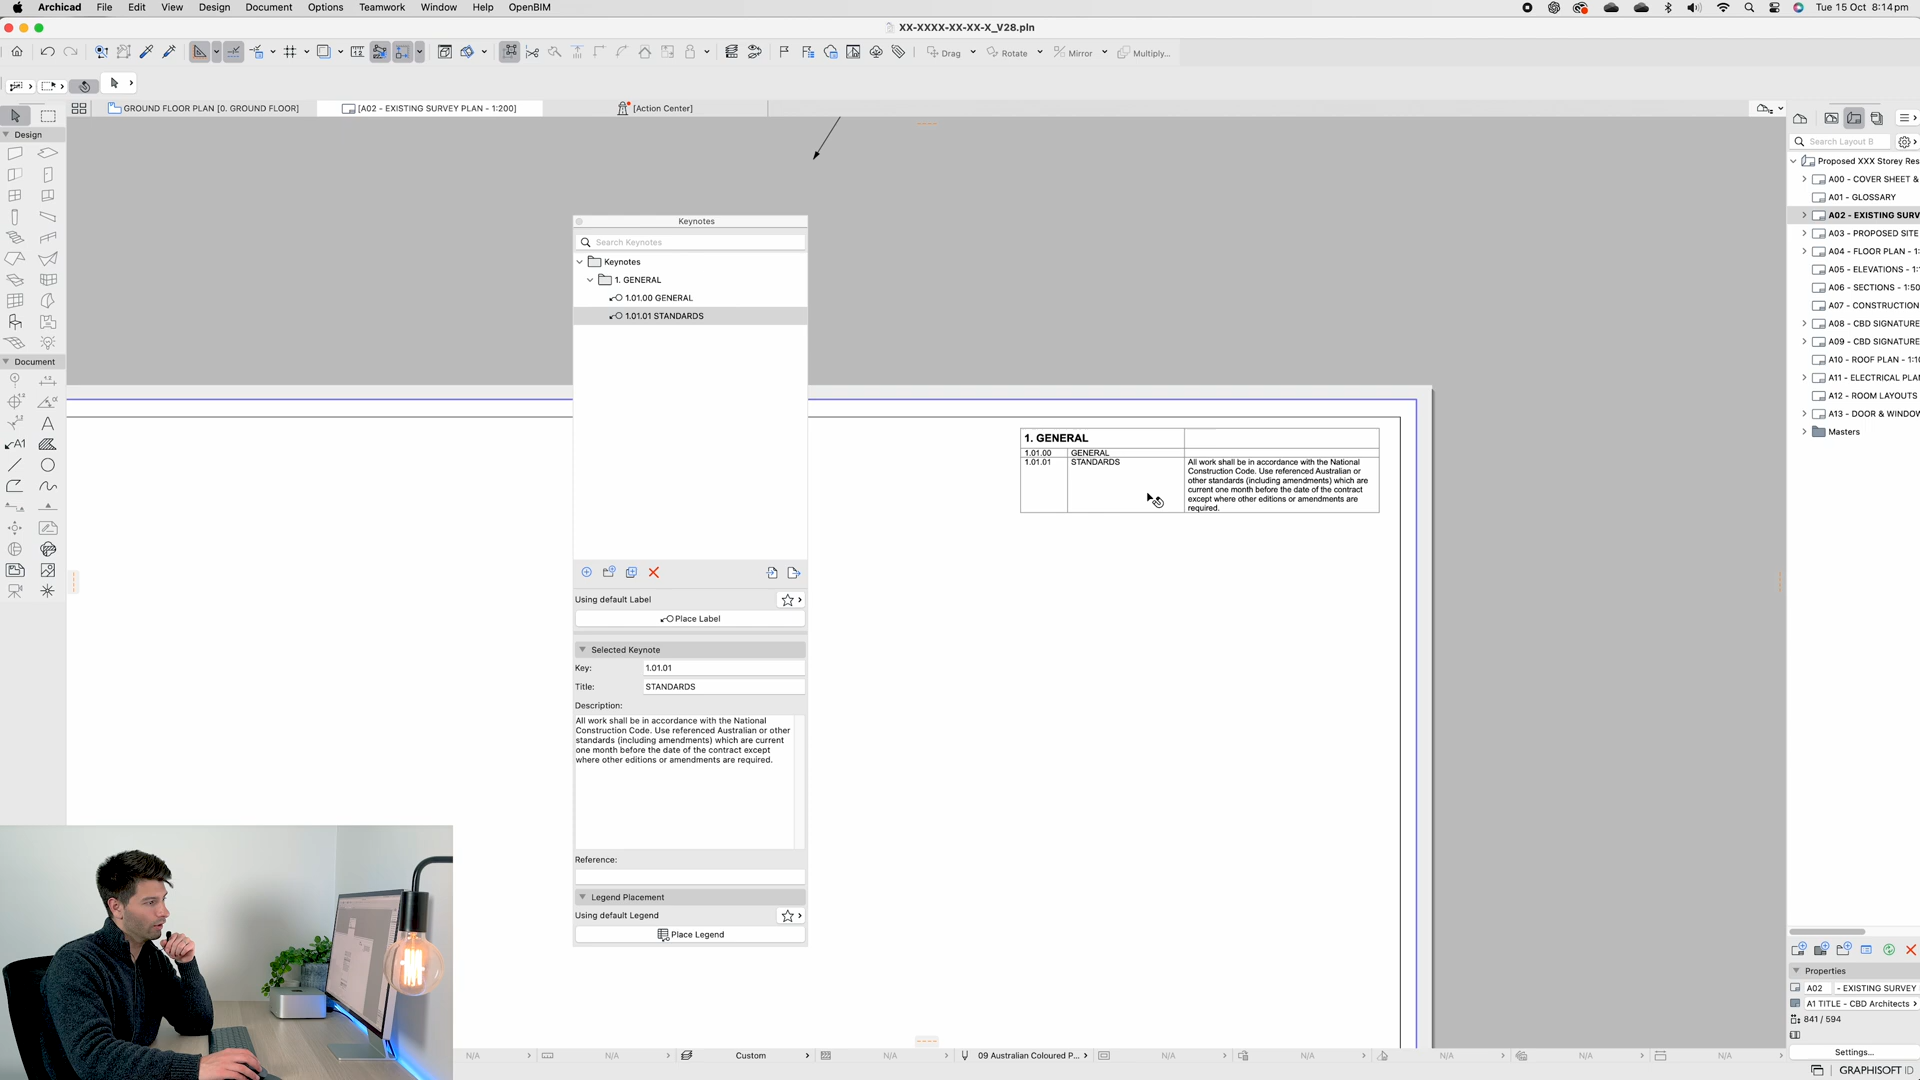 Archicad File Edit View Design Document Options Teamwork Window Help OpenBIM Tue 15 Oct 8:14 pm
XX-XXXX-XX-XX-X_V28.pln
Drag Rotate Mirror Multiply...
GROUND FLOOR PLAN [0. GROUND FLOOR] [A02 - EXISTING SURVEY PLAN - 1:200] [Action Center]
Design
Document
A1
Search Layout B
Proposed XXX Storey Res
A00 - COVER SHEET &
A01 - GLOSSARY
A02 - EXISTING SURV
A03 - PROPOSED SITE
A04 - FLOOR PLAN - 1:
A05 - ELEVATIONS - 1:
A06 - SECTIONS - 1:50
A07 - CONSTRUCTION
A08 - CBD SIGNATURE
A09 - CBD SIGNATURE
A10 - ROOF PLAN - 1:10
A11 - ELECTRICAL PLAN
A12 - ROOM LAYOUTS
A13 - DOOR & WINDOW
Masters
Keynotes
Search Keynotes
Keynotes
1. GENERAL
1.01.00 GENERAL
1.01.01 STANDARDS
Using default Label
Place Label
Selected Keynote
Key: 1.01.01
Title: STANDARDS
Description:
All work shall be in accordance with the National
Construction Code. Use referenced Australian or other
standards (including amendments) which are current
one month before the date of the contract except
where other editions or amendments are required.
Reference:
Legend Placement
Using default Legend
Place Legend
1. GENERAL
1.01.00 GENERAL
1.01.01 STANDARDS
All work shall be in accordance with the National
Construction Code. Use referenced Australian or
other standards (including amendments) which are
current one month before the date of the contract
except where other editions or amendments are
required.
Properties
A02 - EXISTING SURVEY
A1 TITLE - CBD Architects
841 / 594
Settings...
GRAPHISOFT ID
N/A N/A Custom N/A 09 Australian Coloured P... N/A N/A N/A N/A N/A